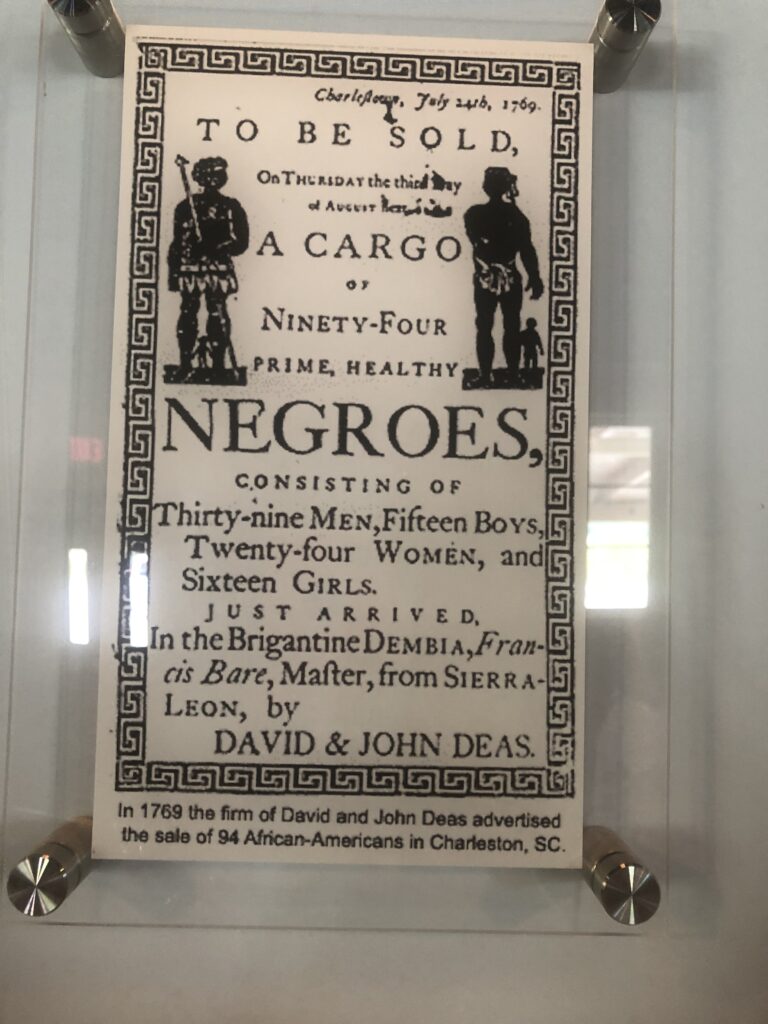 Charleſtown, July 24th, 1769.
TO BE SOLD,
On THURSDAY the third Day
of AUGUST next,
A CARGO
OF
NINETY-FOUR
PRIME, HEALTHY
NEGROES,
CONSISTING OF
Thirty-nine MEN, Fifteen BOYS,
Twenty-four WOMEN, and
Sixteen GIRLS.
JUST ARRIVED,
In the Brigantine DEMBIA, Fran-
cis Bare, Maſter, from SIERRA-
LEON, by
DAVID & JOHN DEAS.
In 1769 the firm of David and John Deas advertised
the sale of 94 African-Americans in Charleston, SC.